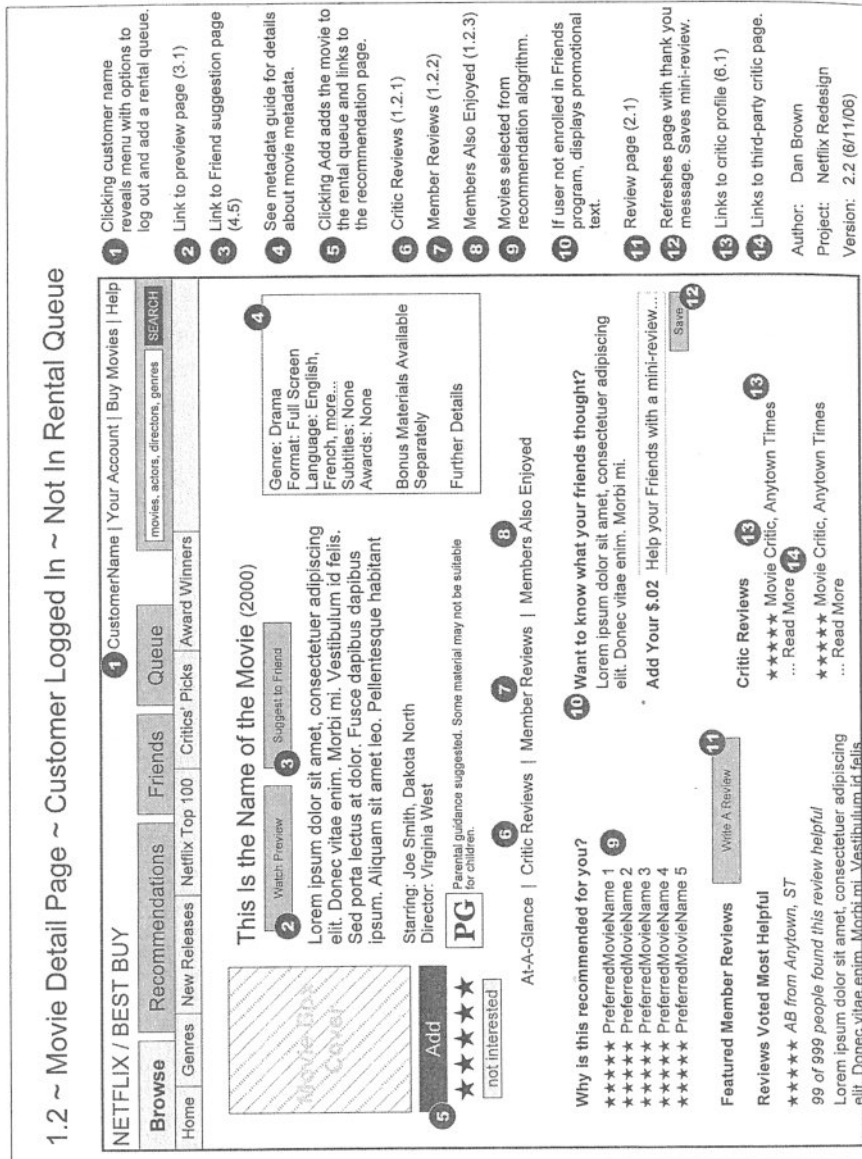 1.2 ~ Movie Detail Page ~ Customer Logged In ~ Not In Rental Queue
NETFLIX / BEST BUY
1 CustomerName | Your Account | Buy Movies | Help
Browse
Recommendations
Friends
Queue
movies, actors, directors, genres
SEARCH
Home
Genres
New Releases
Netflix Top 100
Critics' Picks
Award Winners
Movie Box
Cover
5
Add
★★★★★
not interested
This Is the Name of the Movie (2000)
2
Watch Preview
3
Suggest to Friend
Lorem ipsum dolor sit amet, consectetuer adipiscing
elit. Donec vitae enim. Morbi mi. Vestibulum id felis.
Sed porta lectus at dolor. Fusce dapibus dapibus
ipsum. Aliquam sit amet leo. Pellentesque habitant
Starring: Joe Smith, Dakota North
Director: Virginia West
PG
Parental guidance suggested. Some material may not be suitable
for children.
4
Genre: Drama
Format: Full Screen
Language: English,
French, more...
Subtitles: None
Awards: None
Bonus Materials Available
Separately
Further Details
6
7
8
At-A-Glance | Critic Reviews | Member Reviews | Members Also Enjoyed
Why is this recommended for you?
★★★★★ PreferredMovieName 1
★★★★★ PreferredMovieName 2
★★★★★ PreferredMovieName 3
★★★★★ PreferredMovieName 4
★★★★★ PreferredMovieName 5
9
10 Want to know what your friends thought?
Lorem ipsum dolor sit amet, consectetuer adipiscing
elit. Donec vitae enim. Morbi mi.
Add Your $.02 Help your Friends with a mini-review...
Save
12
Featured Member Reviews
Write A Review
11
Reviews Voted Most Helpful
★★★★★ AB from Anytown, ST
99 of 999 people found this review helpful
Lorem ipsum dolor sit amet, consectetuer adipiscing
elit. Donec vitae enim. Morbi mi. Vestibulum id felis
Critic Reviews
13
13
★★★★★ Movie Critic, Anytown Times
... Read More 14
★★★★★ Movie Critic, Anytown Times
... Read More
1 Clicking customer name
reveals menu with options to
log out and add a rental queue.
2 Link to preview page (3.1)
3 Link to Friend suggestion page
(4.5)
4 See metadata guide for details
about movie metadata.
5 Clicking Add adds the movie to
the rental queue and links to
the recommendation page.
6 Critic Reviews (1.2.1)
7 Member Reviews (1.2.2)
8 Members Also Enjoyed (1.2.3)
9 Movies selected from
recommendation alogrithm.
10 If user not enrolled in Friends
program, displays promotional
text.
11 Review page (2.1)
12 Refreshes page with thank you
message. Saves mini-review.
13 Links to critic profile (6.1)
14 Links to third-party critic page.
Author: Dan Brown
Project: Netflix Redesign
Version: 2.2 (6/11/06)